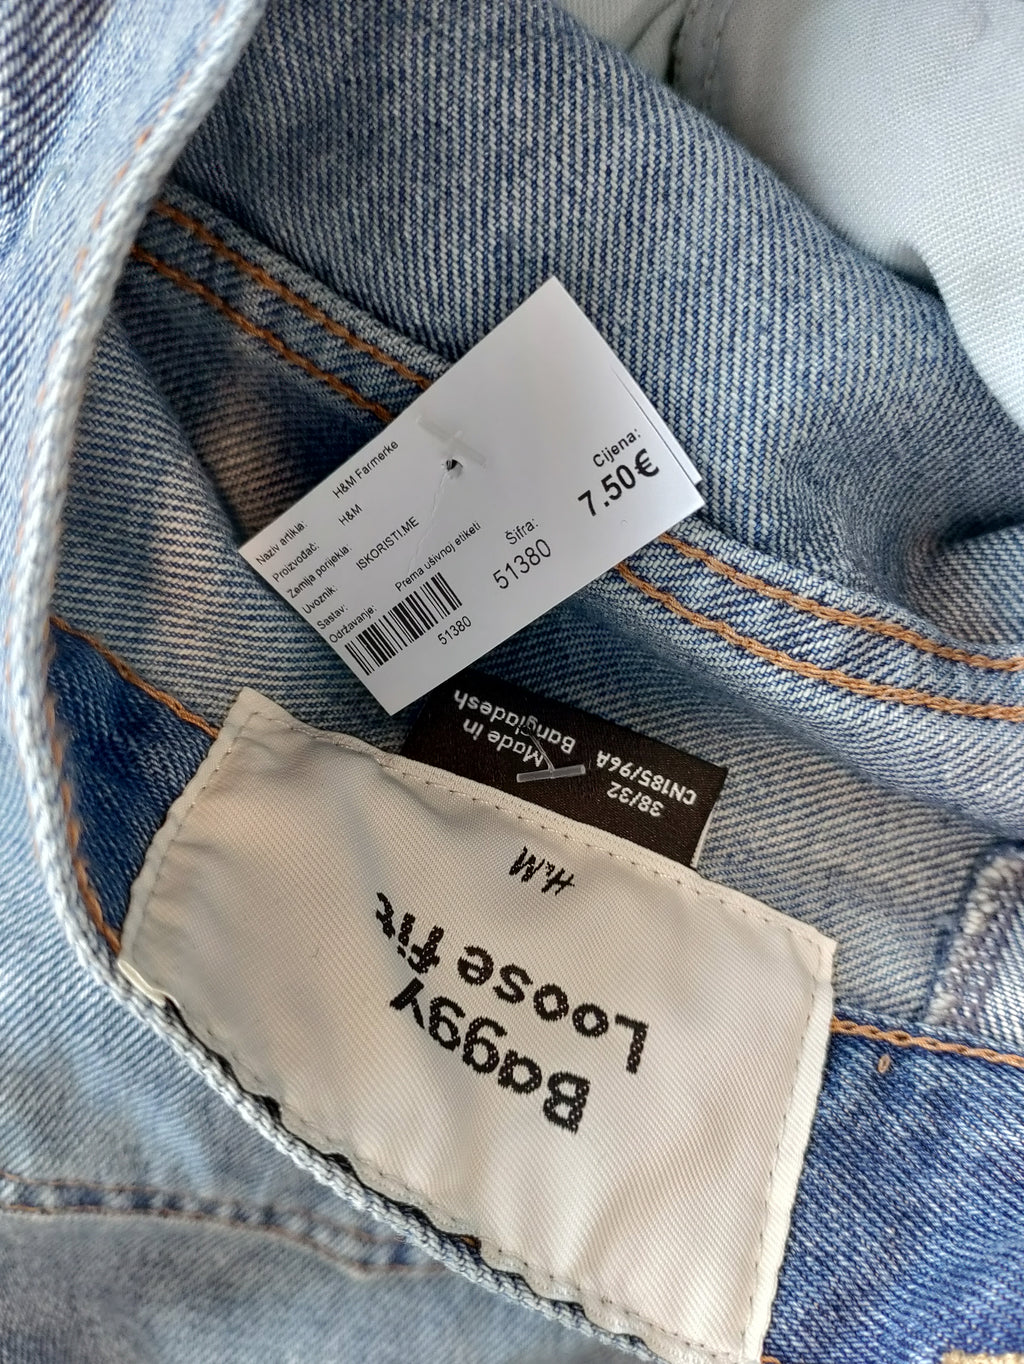 Naziv artikla: H&M Farmerke
Proizvođač: H&M
Zemlja porijekla:
Uvoznik: ISKORISTI.ME
Sastav:
Održavanje: Prema ušivnoj etiketi
51380
Šifra:
51380
Cijena:
7.50€
Made In
Bangladesh
38/32
CN185/96A
H&M
Baggy
Loose fit